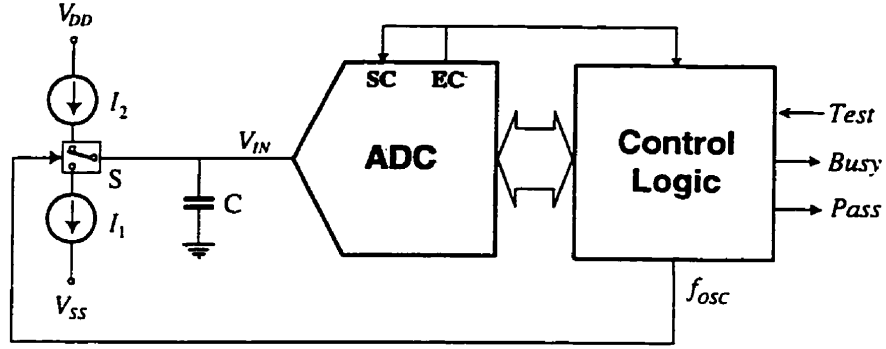 V_DD
I_2
S
I_1
V_SS
V_IN
C
SC EC
ADC
Control
Logic
Test
Busy
Pass
f_OSC